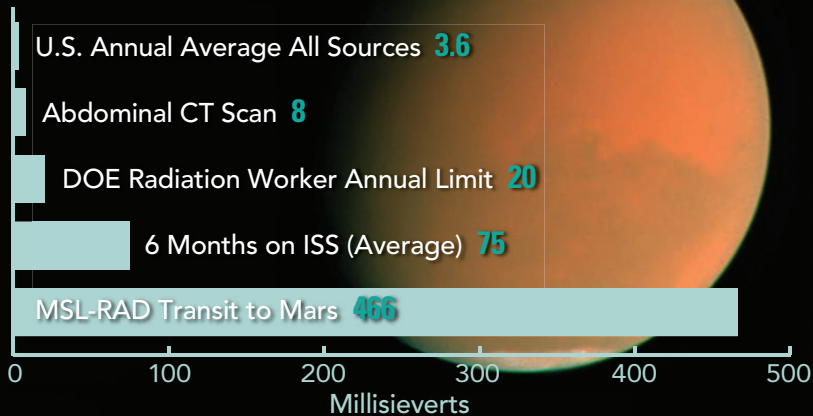 U.S. Annual Average All Sources 3.6
Abdominal CT Scan 8
DOE Radiation Worker Annual Limit 20
6 Months on ISS (Average) 75
MSL-RAD Transit to Mars 466
0 100 200 300 400 500
Millisieverts